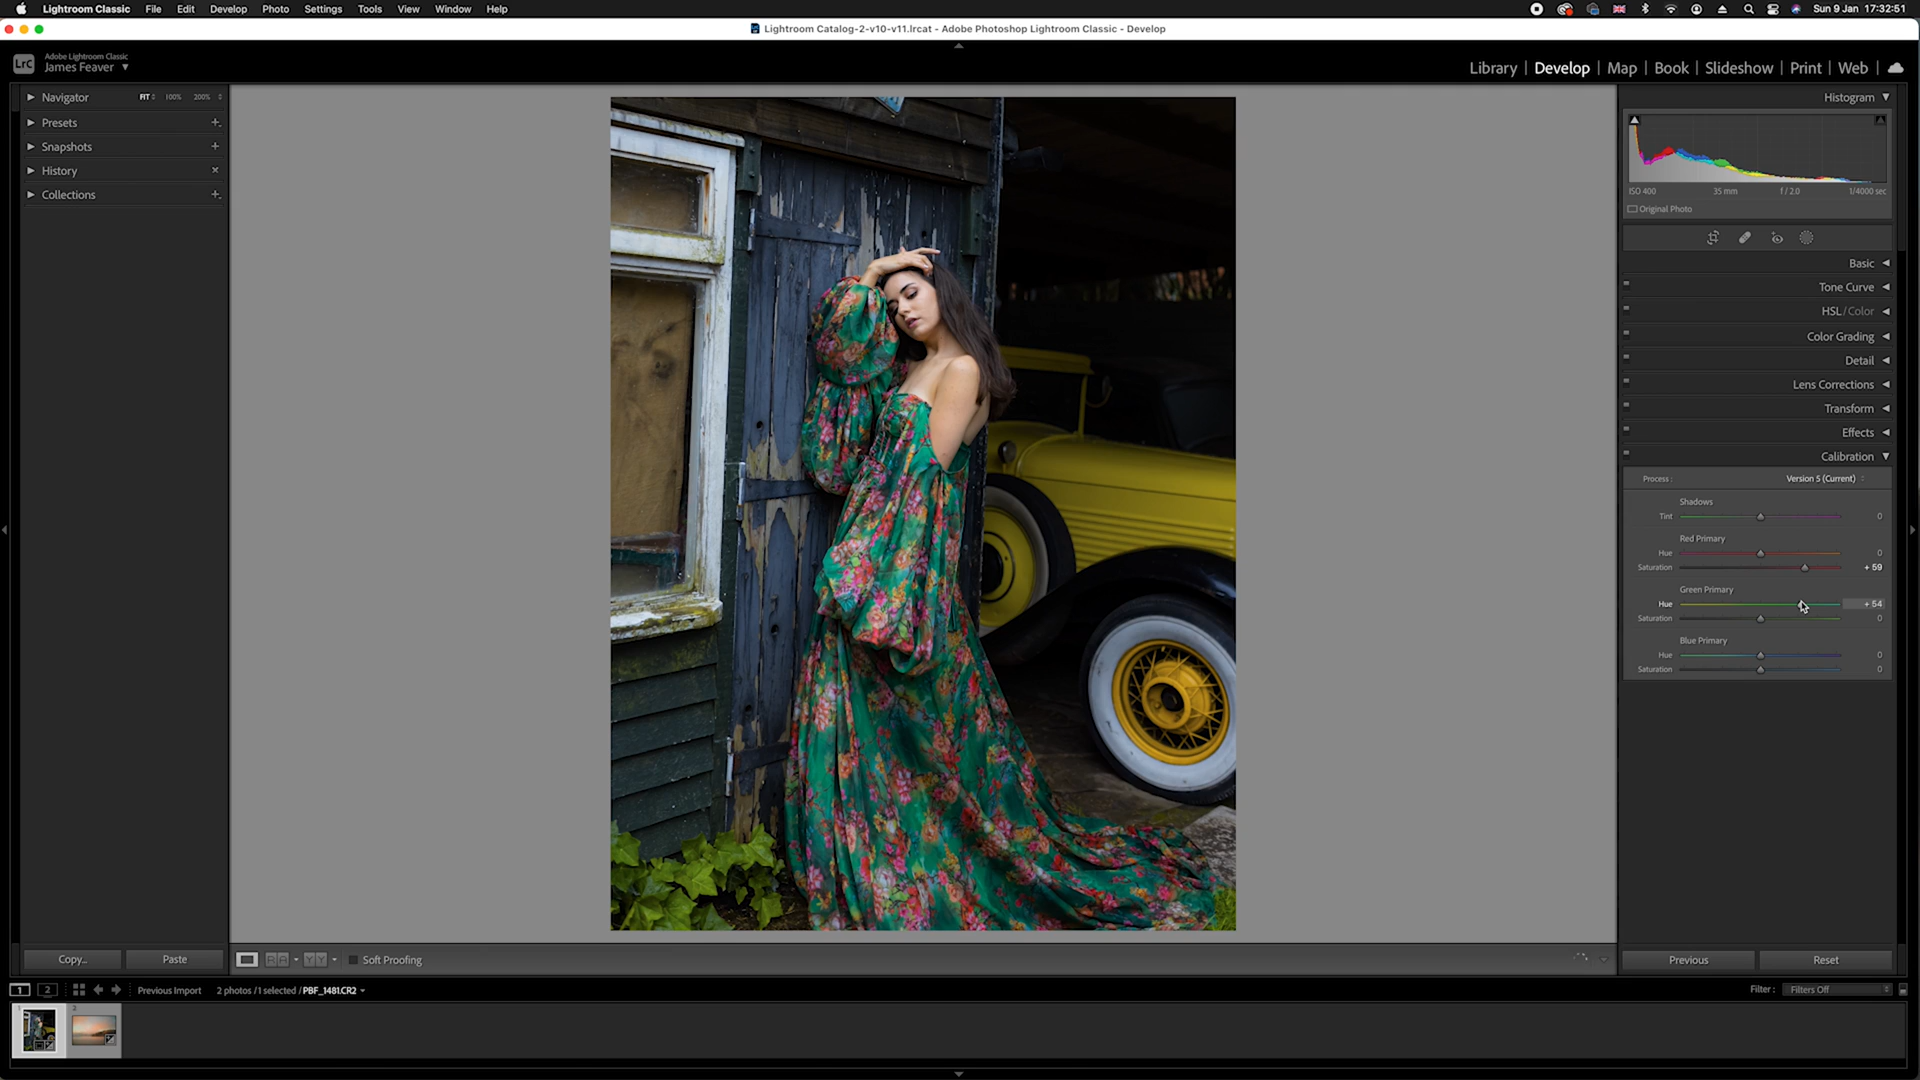 Lightroom Classic File Edit Develop Photo Settings Tools View Window Help Sun 9 Jan 17:32:51
Lightroom Catalog-2-v10-v11.lrcat - Adobe Photoshop Lightroom Classic - Develop
LrC Adobe Lightroom Classic
James Feaver
Library | Develop | Map | Book | Slideshow | Print | Web
Navigator FIT 100% 200%
Presets
Snapshots
History
Collections
Histogram
ISO 400 35 mm f / 2.0 1/4000 sec
Original Photo
Basic
Tone Curve
HSL / Color
Color Grading
Detail
Lens Corrections
Transform
Effects
Calibration
Process : Version 5 (Current)
Shadows
Tint 0
Red Primary
Hue 0
Saturation + 59
Green Primary
Hue + 54
Saturation 0
Blue Primary
Hue 0
Saturation 0
Copy... Paste
R A Y Y Soft Proofing
Previous Reset
1 2 Previous Import 2 photos / 1 selected / PBF_1481.CR2
Filter : Filters Off
1 2